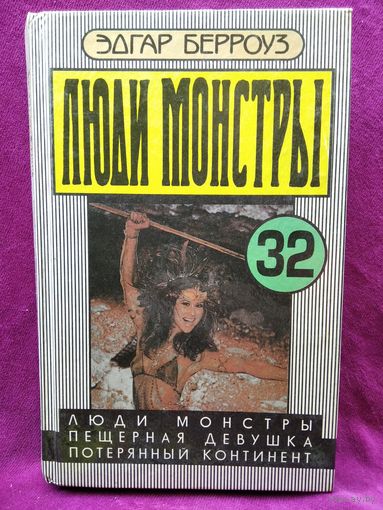 ЭДГАР БЕРРОУЗ
ЛЮДИ МОНСТРЫ
32
ЛЮДИ МОНСТРЫ
ПЕЩЕРНАЯ ДЕВУШКА
ПОТЕРЯННЫЙ КОНТИНЕНТ